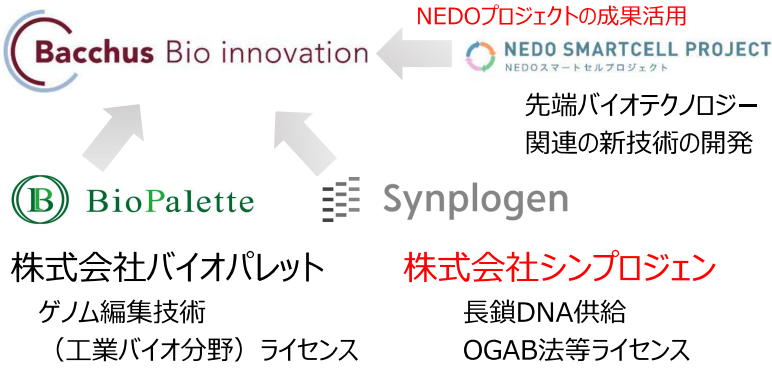 NEDOプロジェクトの成果活用
Bacchus Bio innovation
NEDO SMARTCELL PROJECT
NEDOスマートセルプロジェクト
先端バイオテクノロジー
関連の新技術の開発
B BioPalette
Synplogen
株式会社バイオパレット
ゲノム編集技術
（工業バイオ分野）ライセンス
株式会社シンプロジェン
長鎖DNA供給
OGAB法等ライセンス